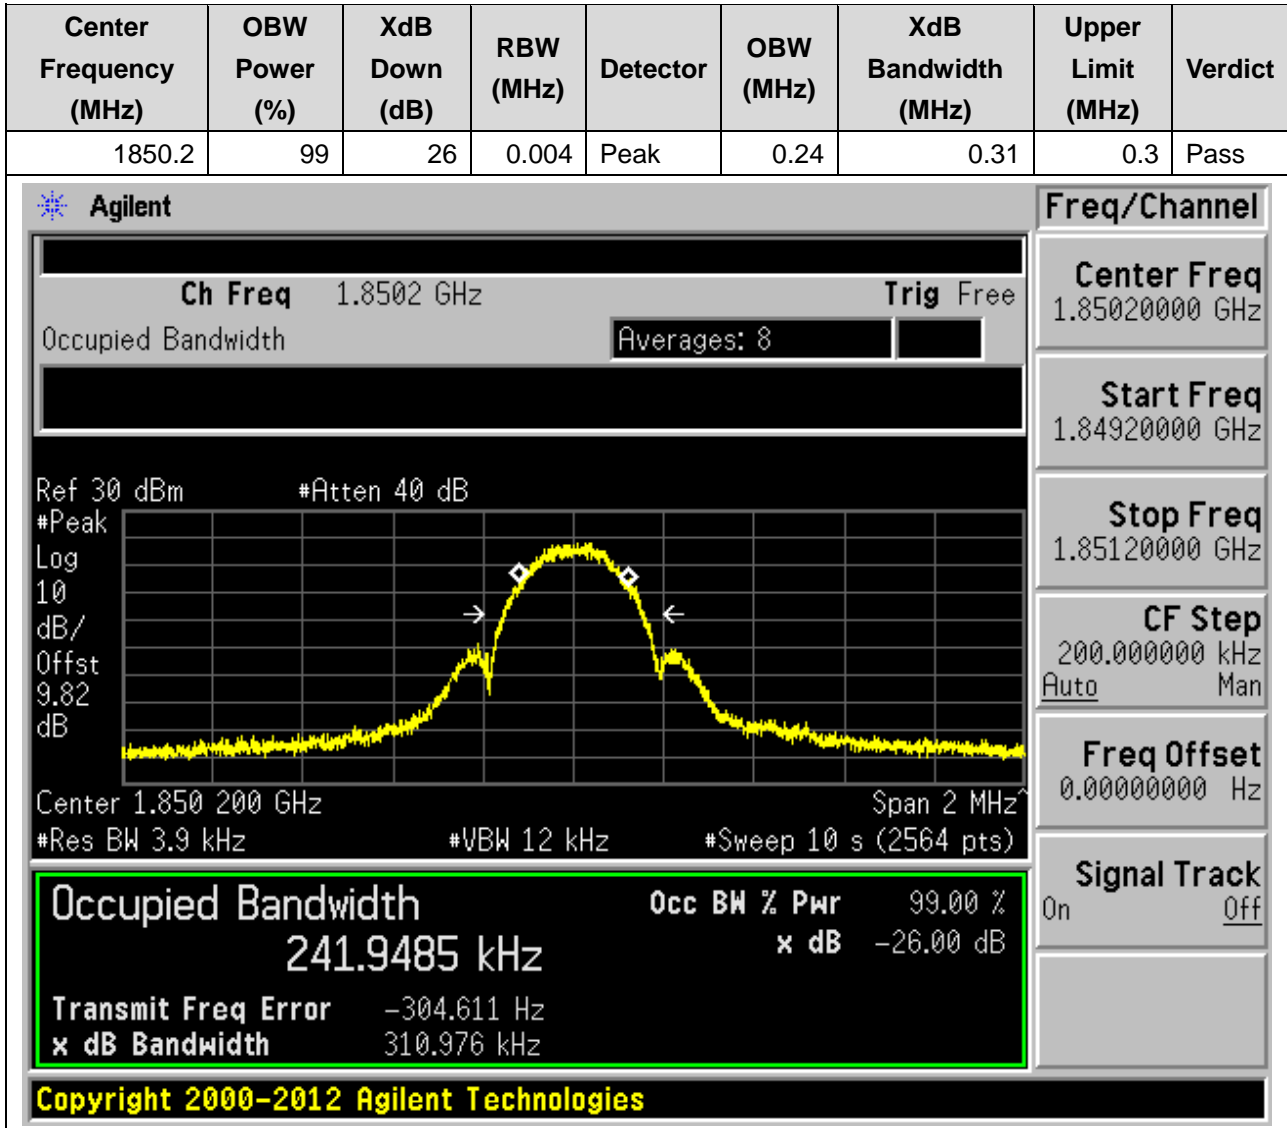 Center Frequency (MHz) OBW Power (%) XdB Down (dB) RBW (MHz) Detector OBW (MHz) XdB Bandwidth (MHz) Upper Limit (MHz) Verdict
1850.2 99 26 0.004 Peak 0.24 0.31 0.3 Pass
Agilent
Freq/Channel
Ch Freq 1.8502 GHz Trig Free
Occupied Bandwidth Averages: 8
Center Freq
1.85020000 GHz
Start Freq
1.84920000 GHz
Stop Freq
1.85120000 GHz
CF Step
200.000000 kHz
Auto Man
Freq Offset
0.00000000 Hz
Signal Track
On Off
Ref 30 dBm #Atten 40 dB
#Peak
Log
10
dB/
Offst
9.82
dB
Center 1.850 200 GHz Span 2 MHz^
#Res BW 3.9 kHz #VBW 12 kHz #Sweep 10 s (2564 pts)
Occupied Bandwidth Occ BW % Pwr 99.00 %
241.9485 kHz x dB -26.00 dB
Transmit Freq Error -304.611 Hz
x dB Bandwidth 310.976 kHz
Copyright 2000-2012 Agilent Technologies